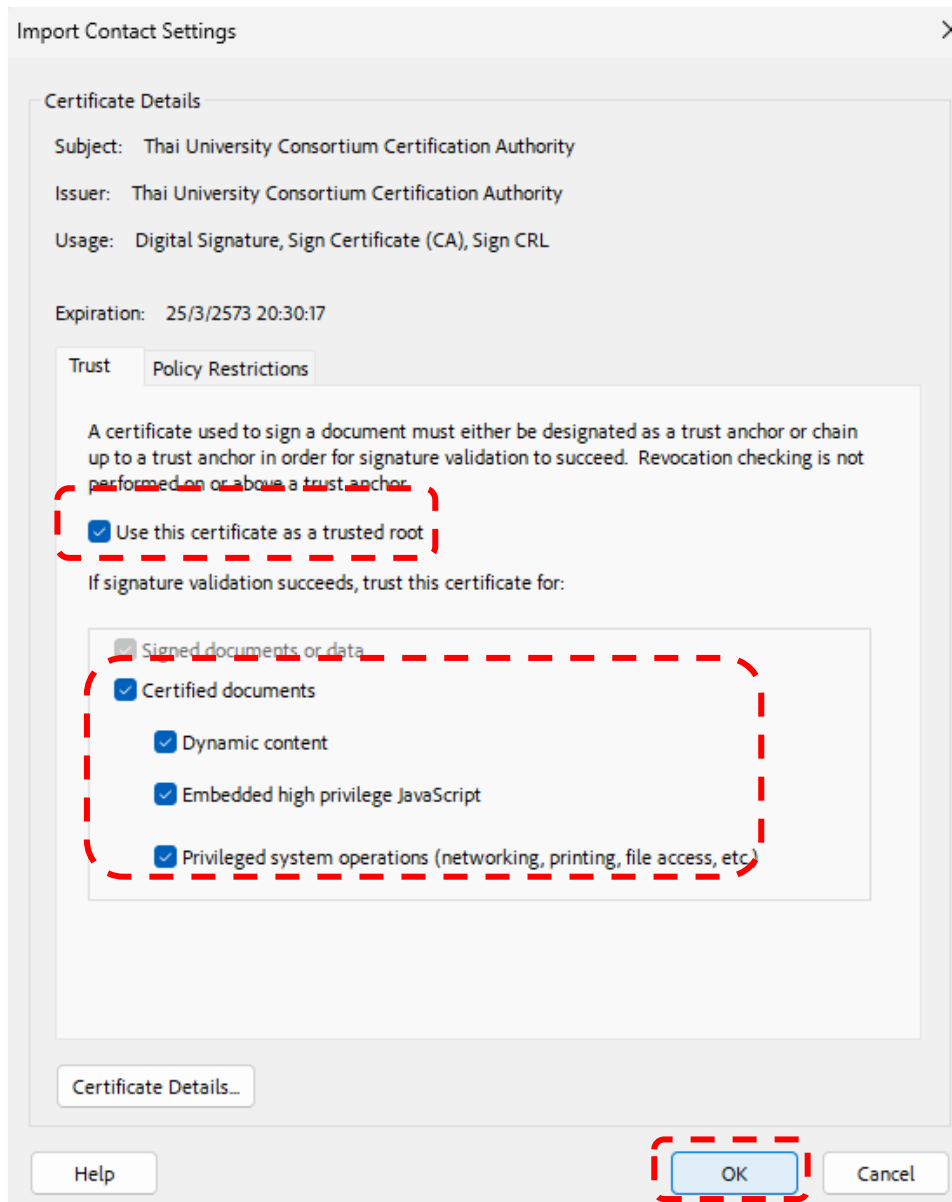 Import Contact Settings
Certificate Details
Subject: Thai University Consortium Certification Authority
Issuer: Thai University Consortium Certification Authority
Usage: Digital Signature, Sign Certificate (CA), Sign CRL
Expiration: 25/3/2573 20:30:17
Trust
Policy Restrictions
A certificate used to sign a document must either be designated as a trust anchor or chain
up to a trust anchor in order for signature validation to succeed. Revocation checking is not
performed on or above a trust anchor.
Use this certificate as a trusted root
If signature validation succeeds, trust this certificate for:
Signed documents or data
Certified documents
Dynamic content
Embedded high privilege JavaScript
Privileged system operations (networking, printing, file access, etc.)
Certificate Details...
Help
OK
Cancel